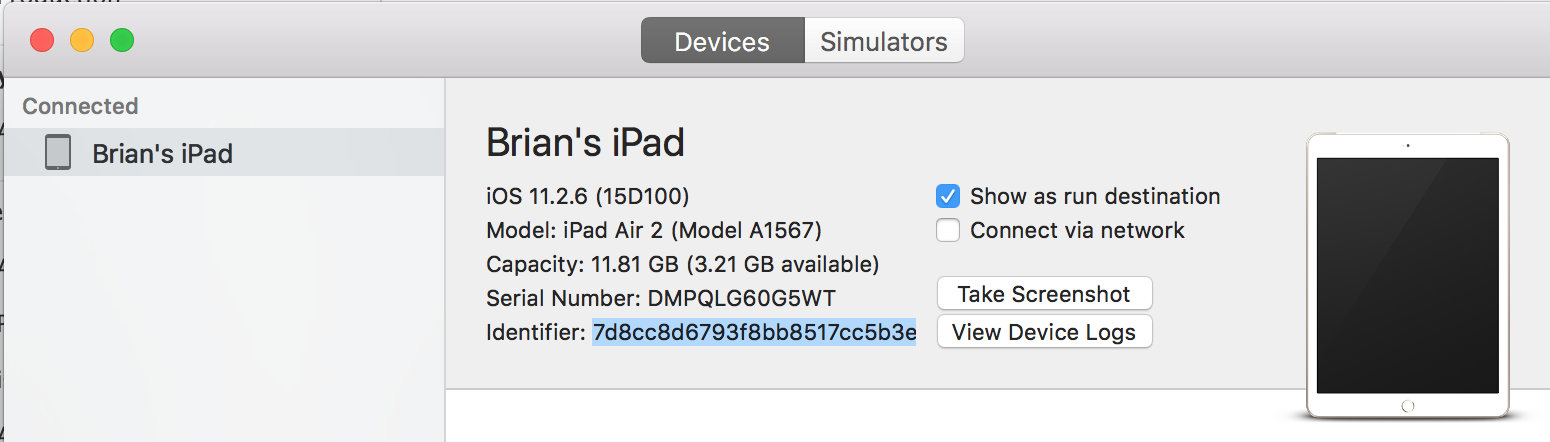 Devices
Simulators
Connected
Brian's iPad
Brian's iPad
iOS 11.2.6 (15D100)
Show as run destination
Model: iPad Air 2 (Model A1567)
Connect via network
Capacity: 11.81 GB (3.21 GB available)
Serial Number: DMPQLG60G5WT
Take Screenshot
Identifier: 7d8cc8d6793f8bb8517cc5b3e
View Device Logs